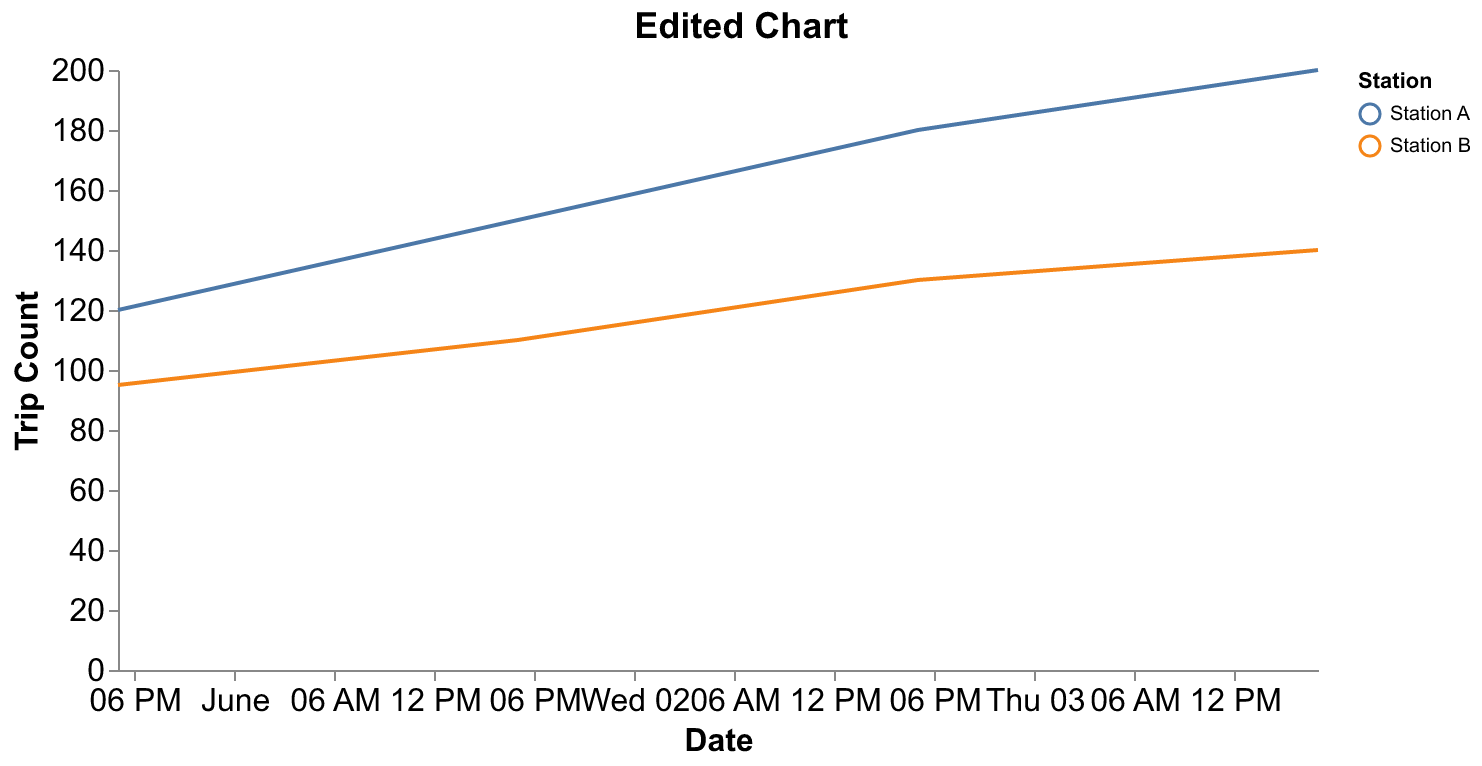 Edited Chart
200
180
160
140
120
100
80
60
40
20
0
Trip Count
06 PM June 06 AM 12 PM 06 PM Wed 02 06 AM 12 PM 06 PM Thu 03 06 AM 12 PM
Date
Station
Station A
Station B